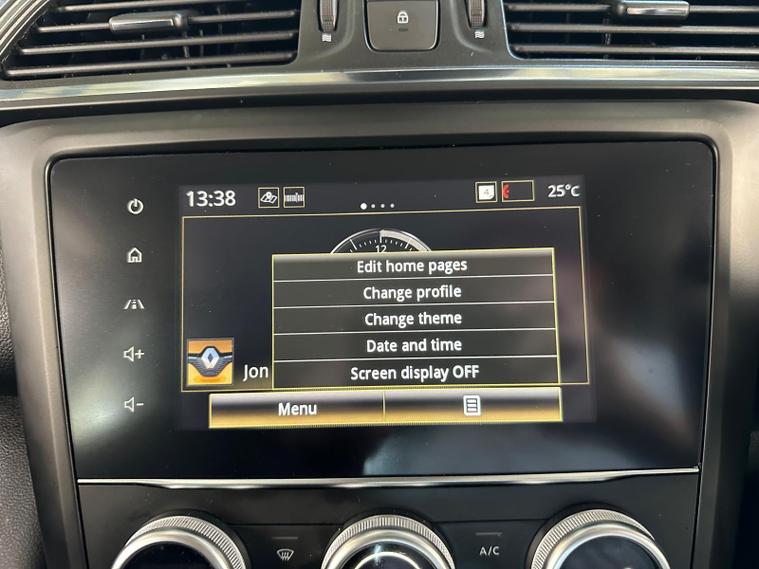 13:38
4
25°C
12
Edit home pages
Change profile
Change theme
Date and time
Jon
Screen display OFF
Menu
A/C